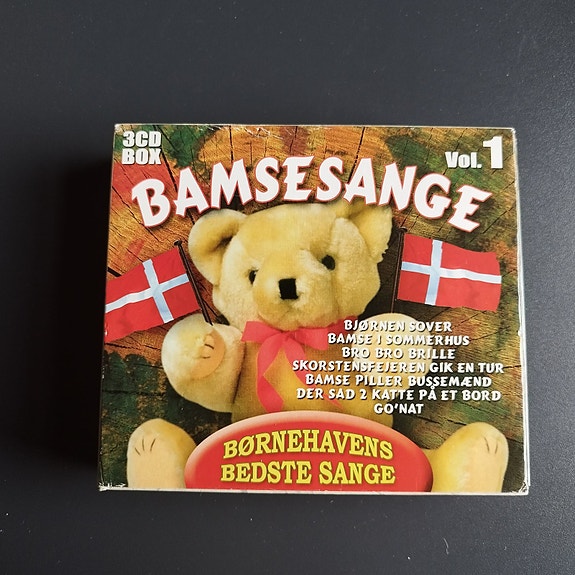 3CD
BOX
Vol. 1
BAMSESANGE
BJØRNEN SOVER
BAMSE I SOMMERHUS
BRO BRO BRILLE
SKORSTENSFEJEREN GIK EN TUR
BAMSE PILLER BUSSEMÆND
DER SAD 2 KATTE PÅ ET BORD
GO'NAT
BØRNEHAVENS
BEDSTE SANGE